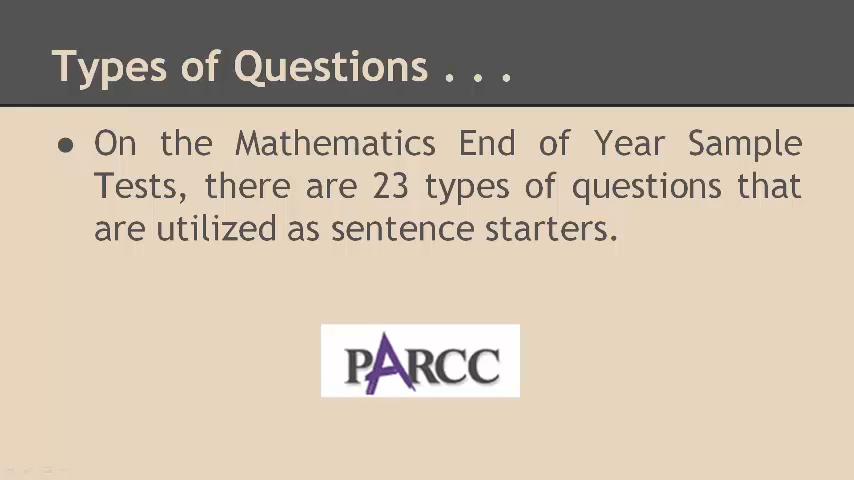 Types of Questions . . .
● On the Mathematics End of Year Sample
Tests, there are 23 types of questions that
are utilized as sentence starters.
PARCC